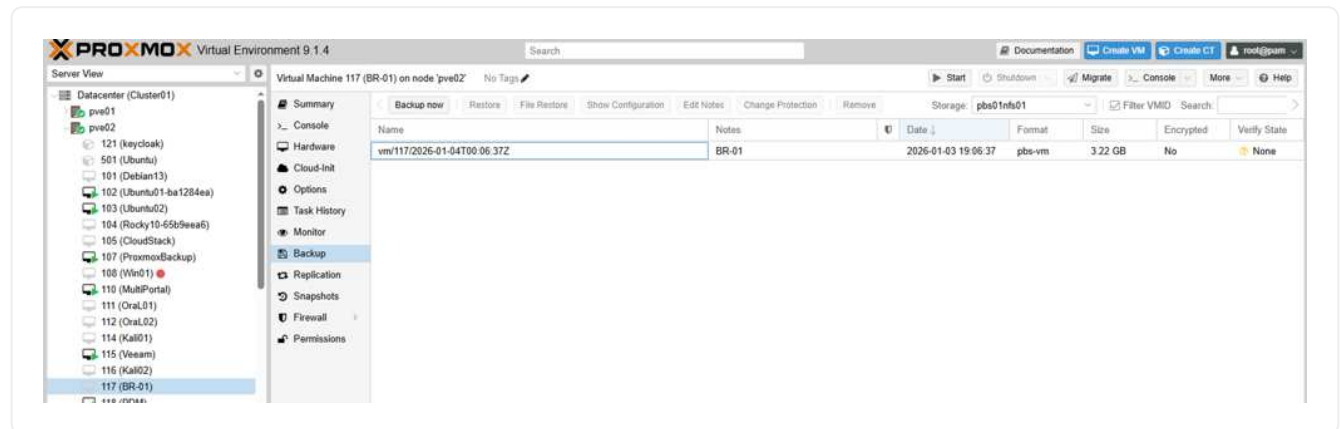 PROXMOX Virtual Environment 9.1.4 Search Documentation Create VM Create CT root@pam
Server View Virtual Machine 117 (BR-01) on node 'pve02' No Tags Start Shutdown Migrate Console More Help
Datacenter (Cluster01)
pve01
pve02
121 (keycloak)
501 (Ubuntu)
101 (Debian13)
102 (Ubuntu01-ba1284ea)
103 (Ubuntu02)
104 (Rocky10-65b9eea6)
105 (CloudStack)
107 (ProxmoxBackup)
108 (Win01)
110 (MultiPortal)
111 (OraL01)
112 (OraL02)
114 (Kali01)
115 (Veeam)
116 (Kali02)
117 (BR-01)
118 (PDM)
Summary
Console
Hardware
Cloud-Init
Options
Task History
Monitor
Backup
Replication
Snapshots
Firewall
Permissions
Backup now Restore File Restore Show Configuration Edit Notes Change Protection Remove Storage: pbs01nfs01 Filter VMID Search:
Name Notes Date Format Size Encrypted Verify State
vm/117/2026-01-04T00:06:37Z BR-01 2026-01-03 19:06:37 pbs-vm 3.22 GB No None